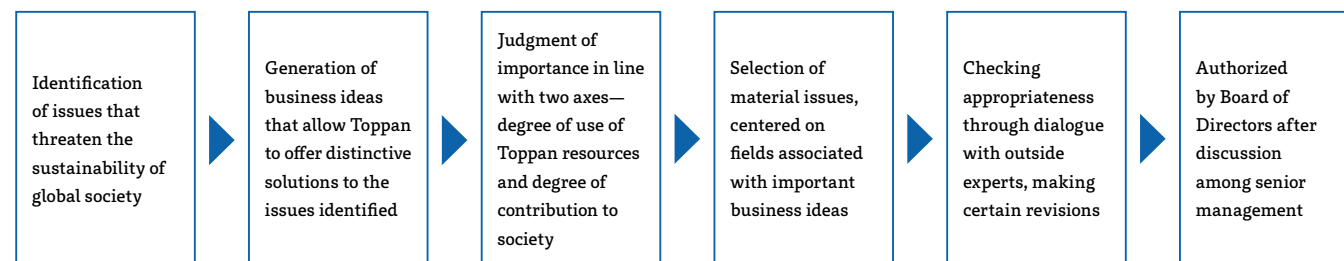 Identification
of issues that
threaten the
sustainability of
global society
Generation of
business ideas
that allow Toppan
to offer distinctive
solutions to the
issues identified
Judgment of
importance in line
with two axes—
degree of use of
Toppan resources
and degree of
contribution to
society
Selection of
material issues,
centered on
fields associated
with important
business ideas
Checking
appropriateness
through dialogue
with outside
experts, making
certain revisions
Authorized
by Board of
Directors after
discussion
among senior
management